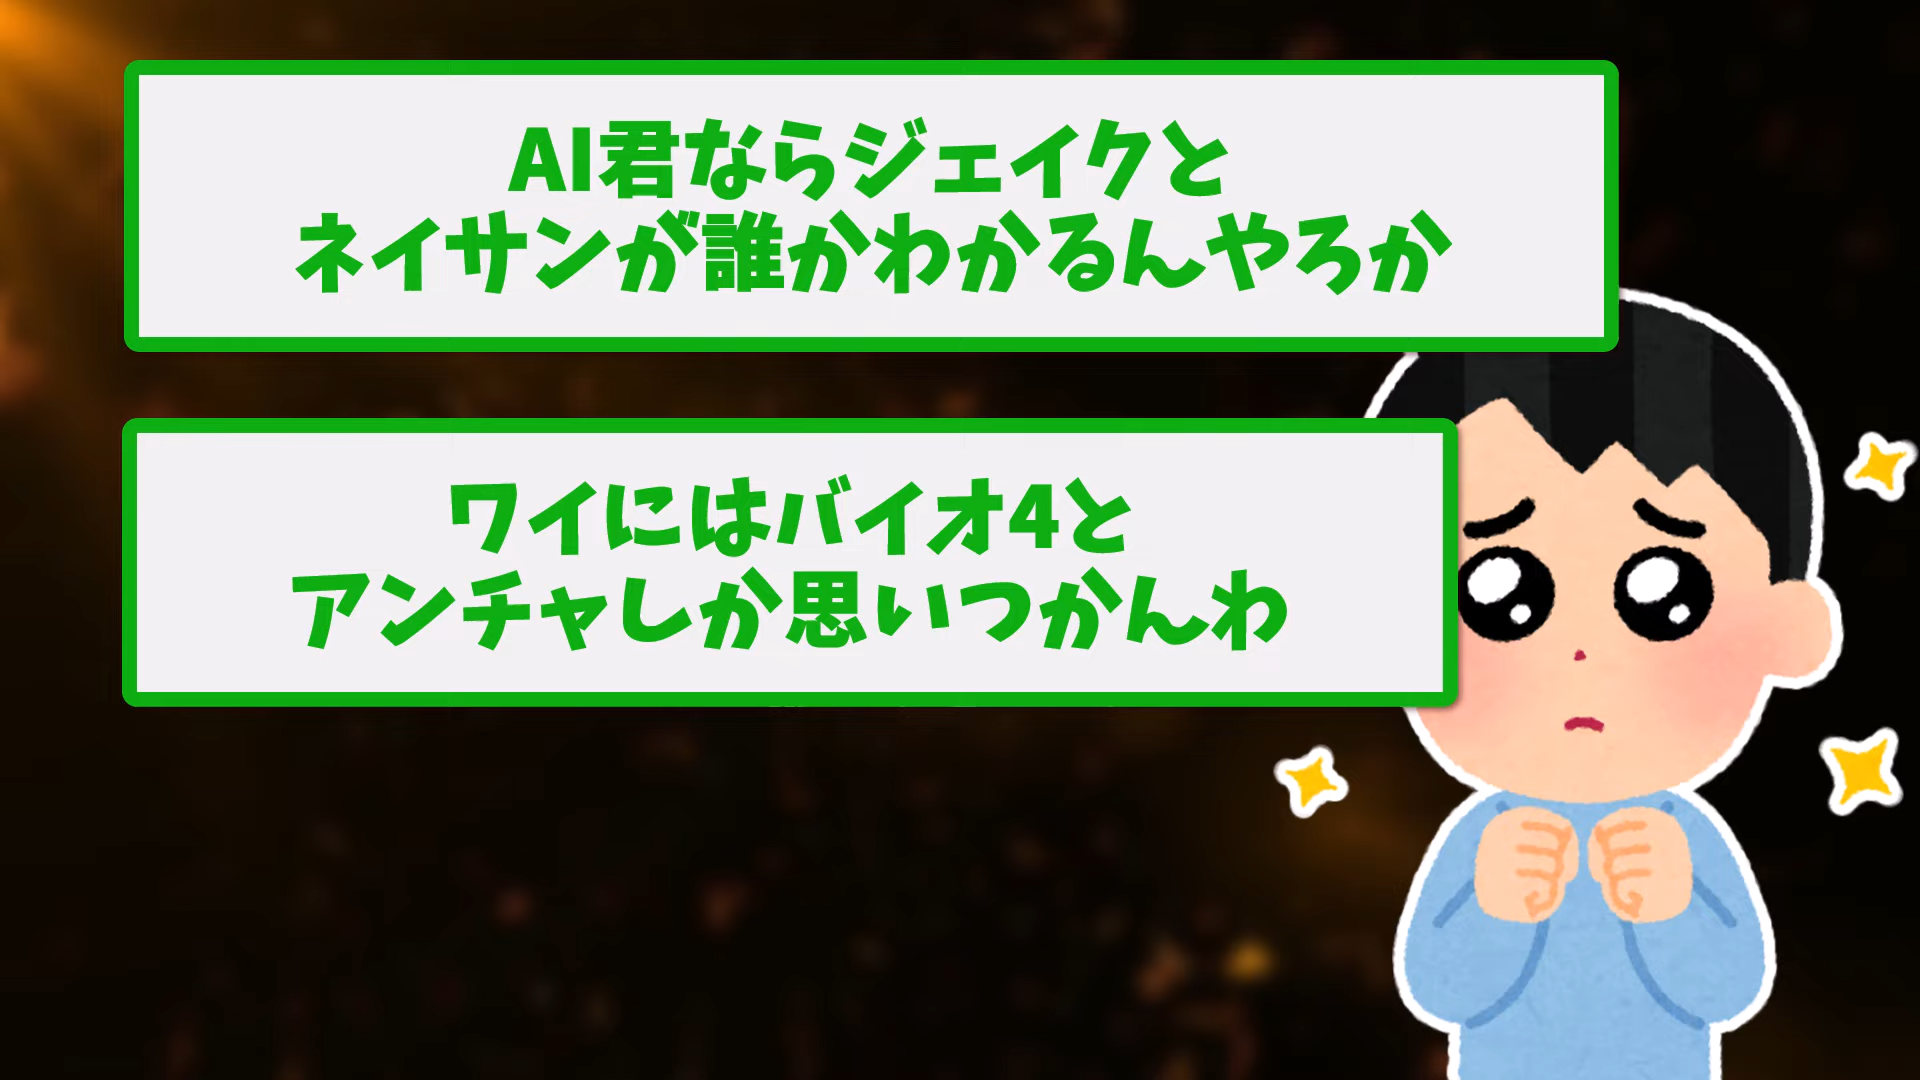 AI君ならジェイクと
ネイサンが誰かわかるんやろか
ワイにはバイオ4と
アンチャしか思いつかんわ